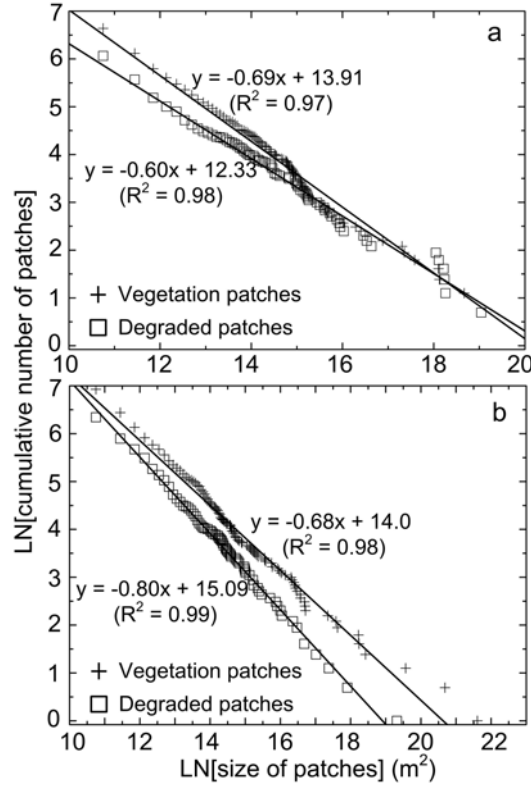 LN[cumulative number of patches]
7
6
5
4
3
2
1
0
a
y = -0.69x + 13.91
(R² = 0.97)
y = -0.60x + 12.33
(R² = 0.98)
Vegetation patches
Degraded patches
10 12 14 16 18 20
7
6
5
4
3
2
1
0
b
y = -0.68x + 14.0
(R² = 0.98)
y = -0.80x + 15.09
(R² = 0.99)
Vegetation patches
Degraded patches
10 12 14 16 18 20 22
LN[size of patches] (m²)